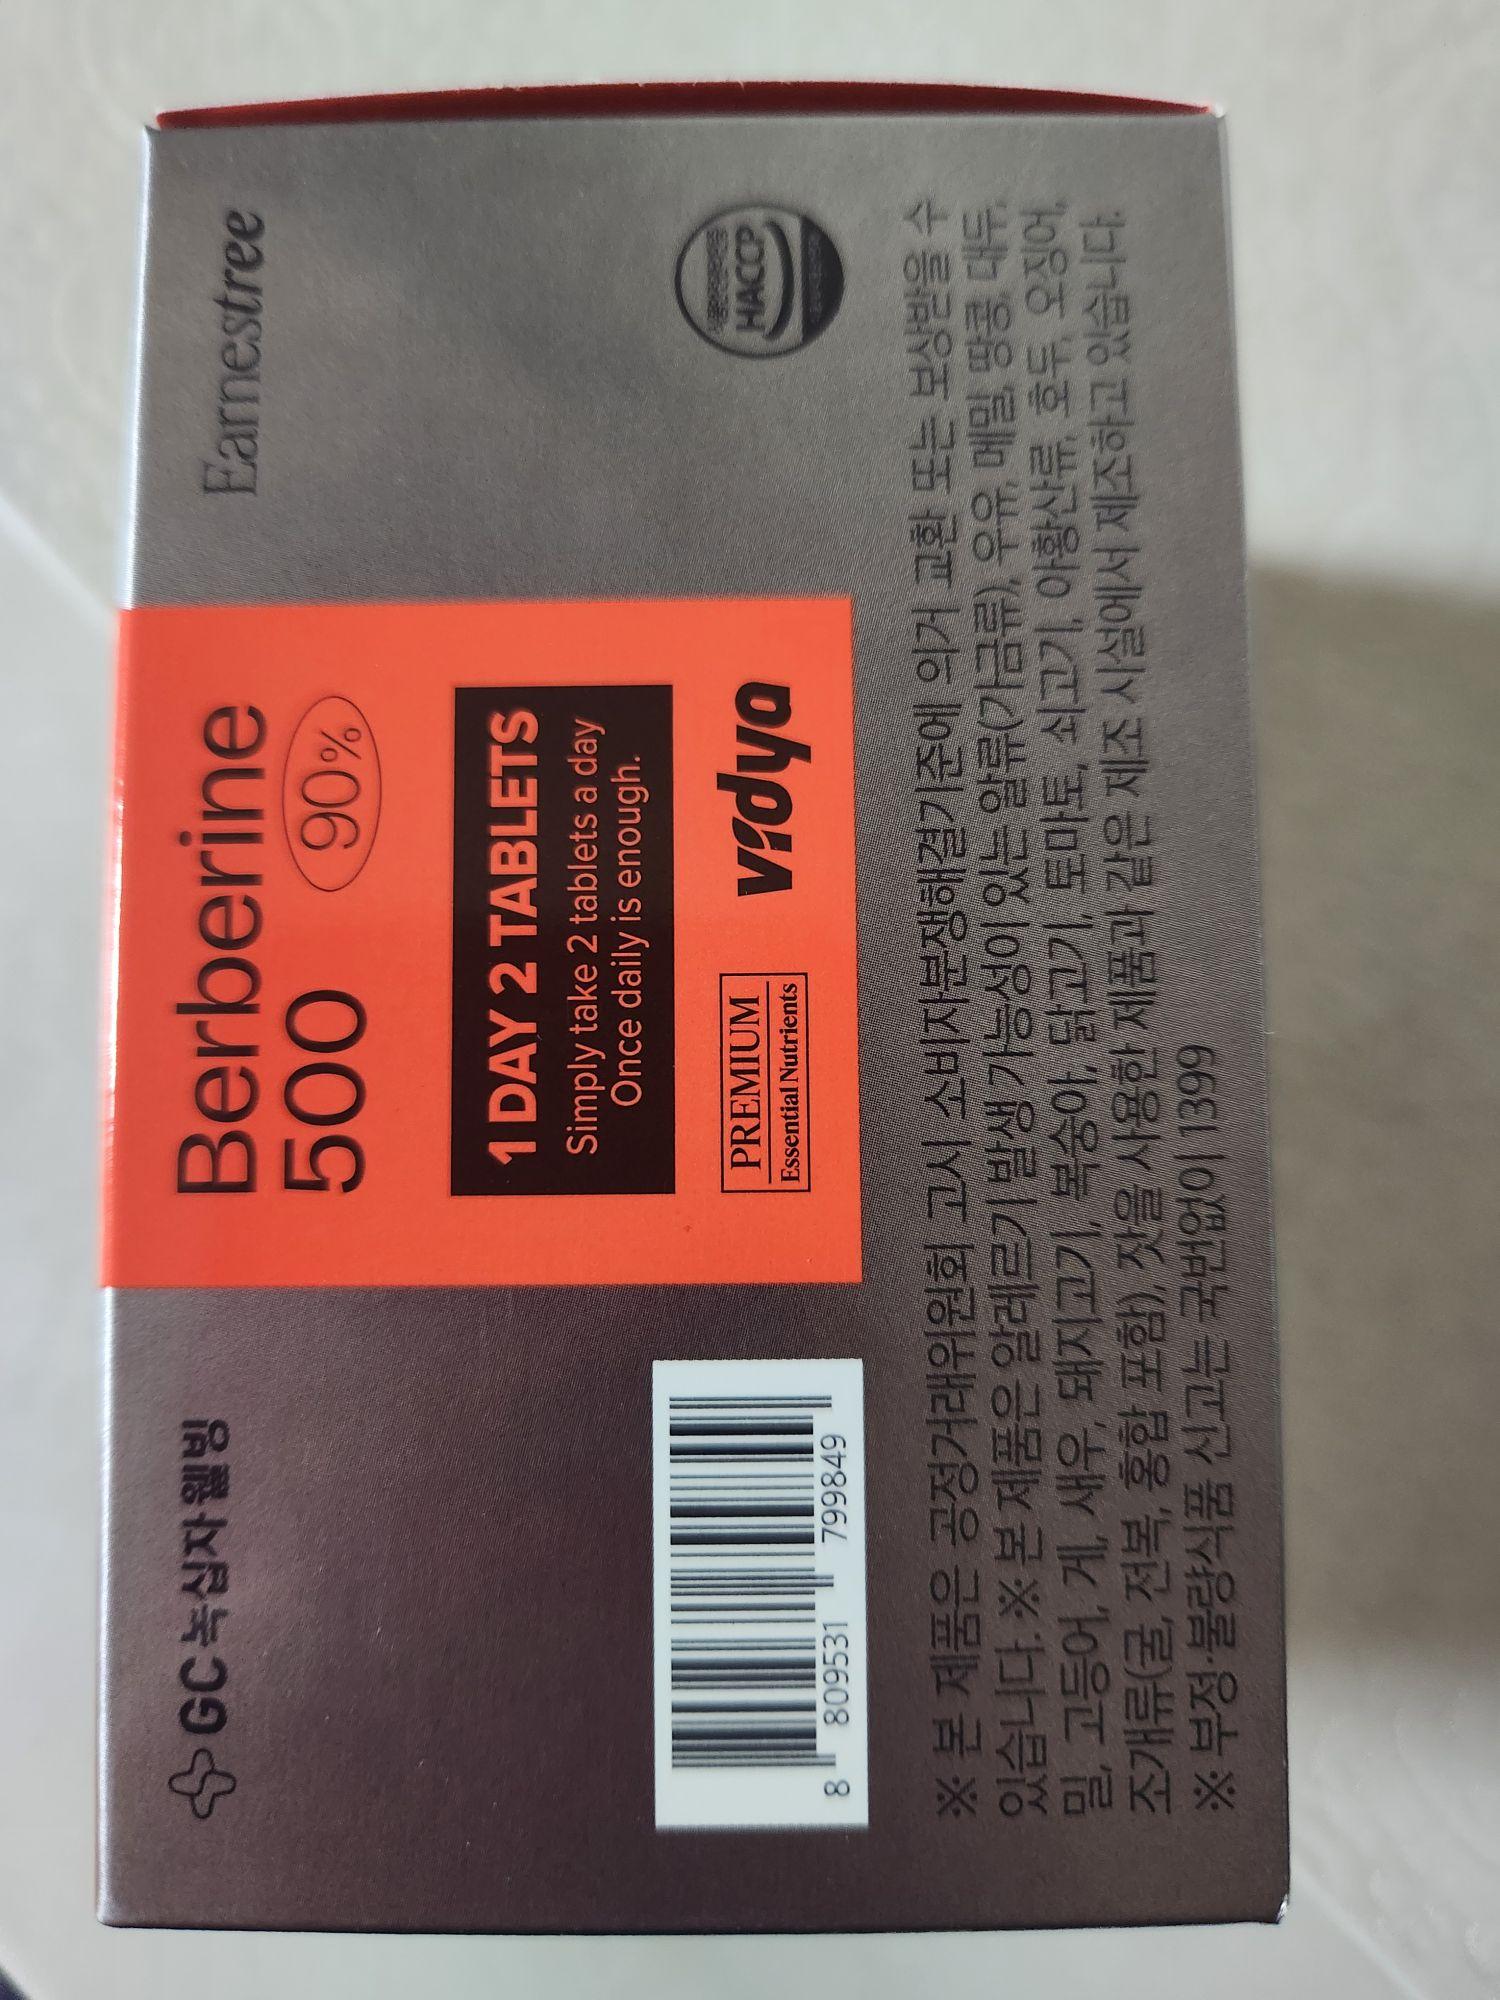 GC녹십자웰빙
Berberine
500 90%
Earnestree
1 DAY 2 TABLETS
Simply take 2 tablets a day
Once daily is enough.
PREMIUM
Essential Nutrients
vidya
HACCP
8 809531 799849
※ 본 제품은 공정거래위원회 고시 소비자분쟁해결기준에 의거 교환 또는 보상받을 수
있습니다. ※ 본 제품은 알레르기 발생 가능성이 있는 알류(가금류), 우유, 메밀, 땅콩, 대두,
밀, 고등어, 게, 새우, 돼지고기, 복숭아, 닭고기, 토마토, 쇠고기, 아황산류, 호두, 오징어,
조개류(굴, 전복, 홍합 포함), 잣을 사용한 제품과 같은 제조 시설에서 제조하고 있습니다.
※ 부정·불량식품 신고는 국번없이 1399